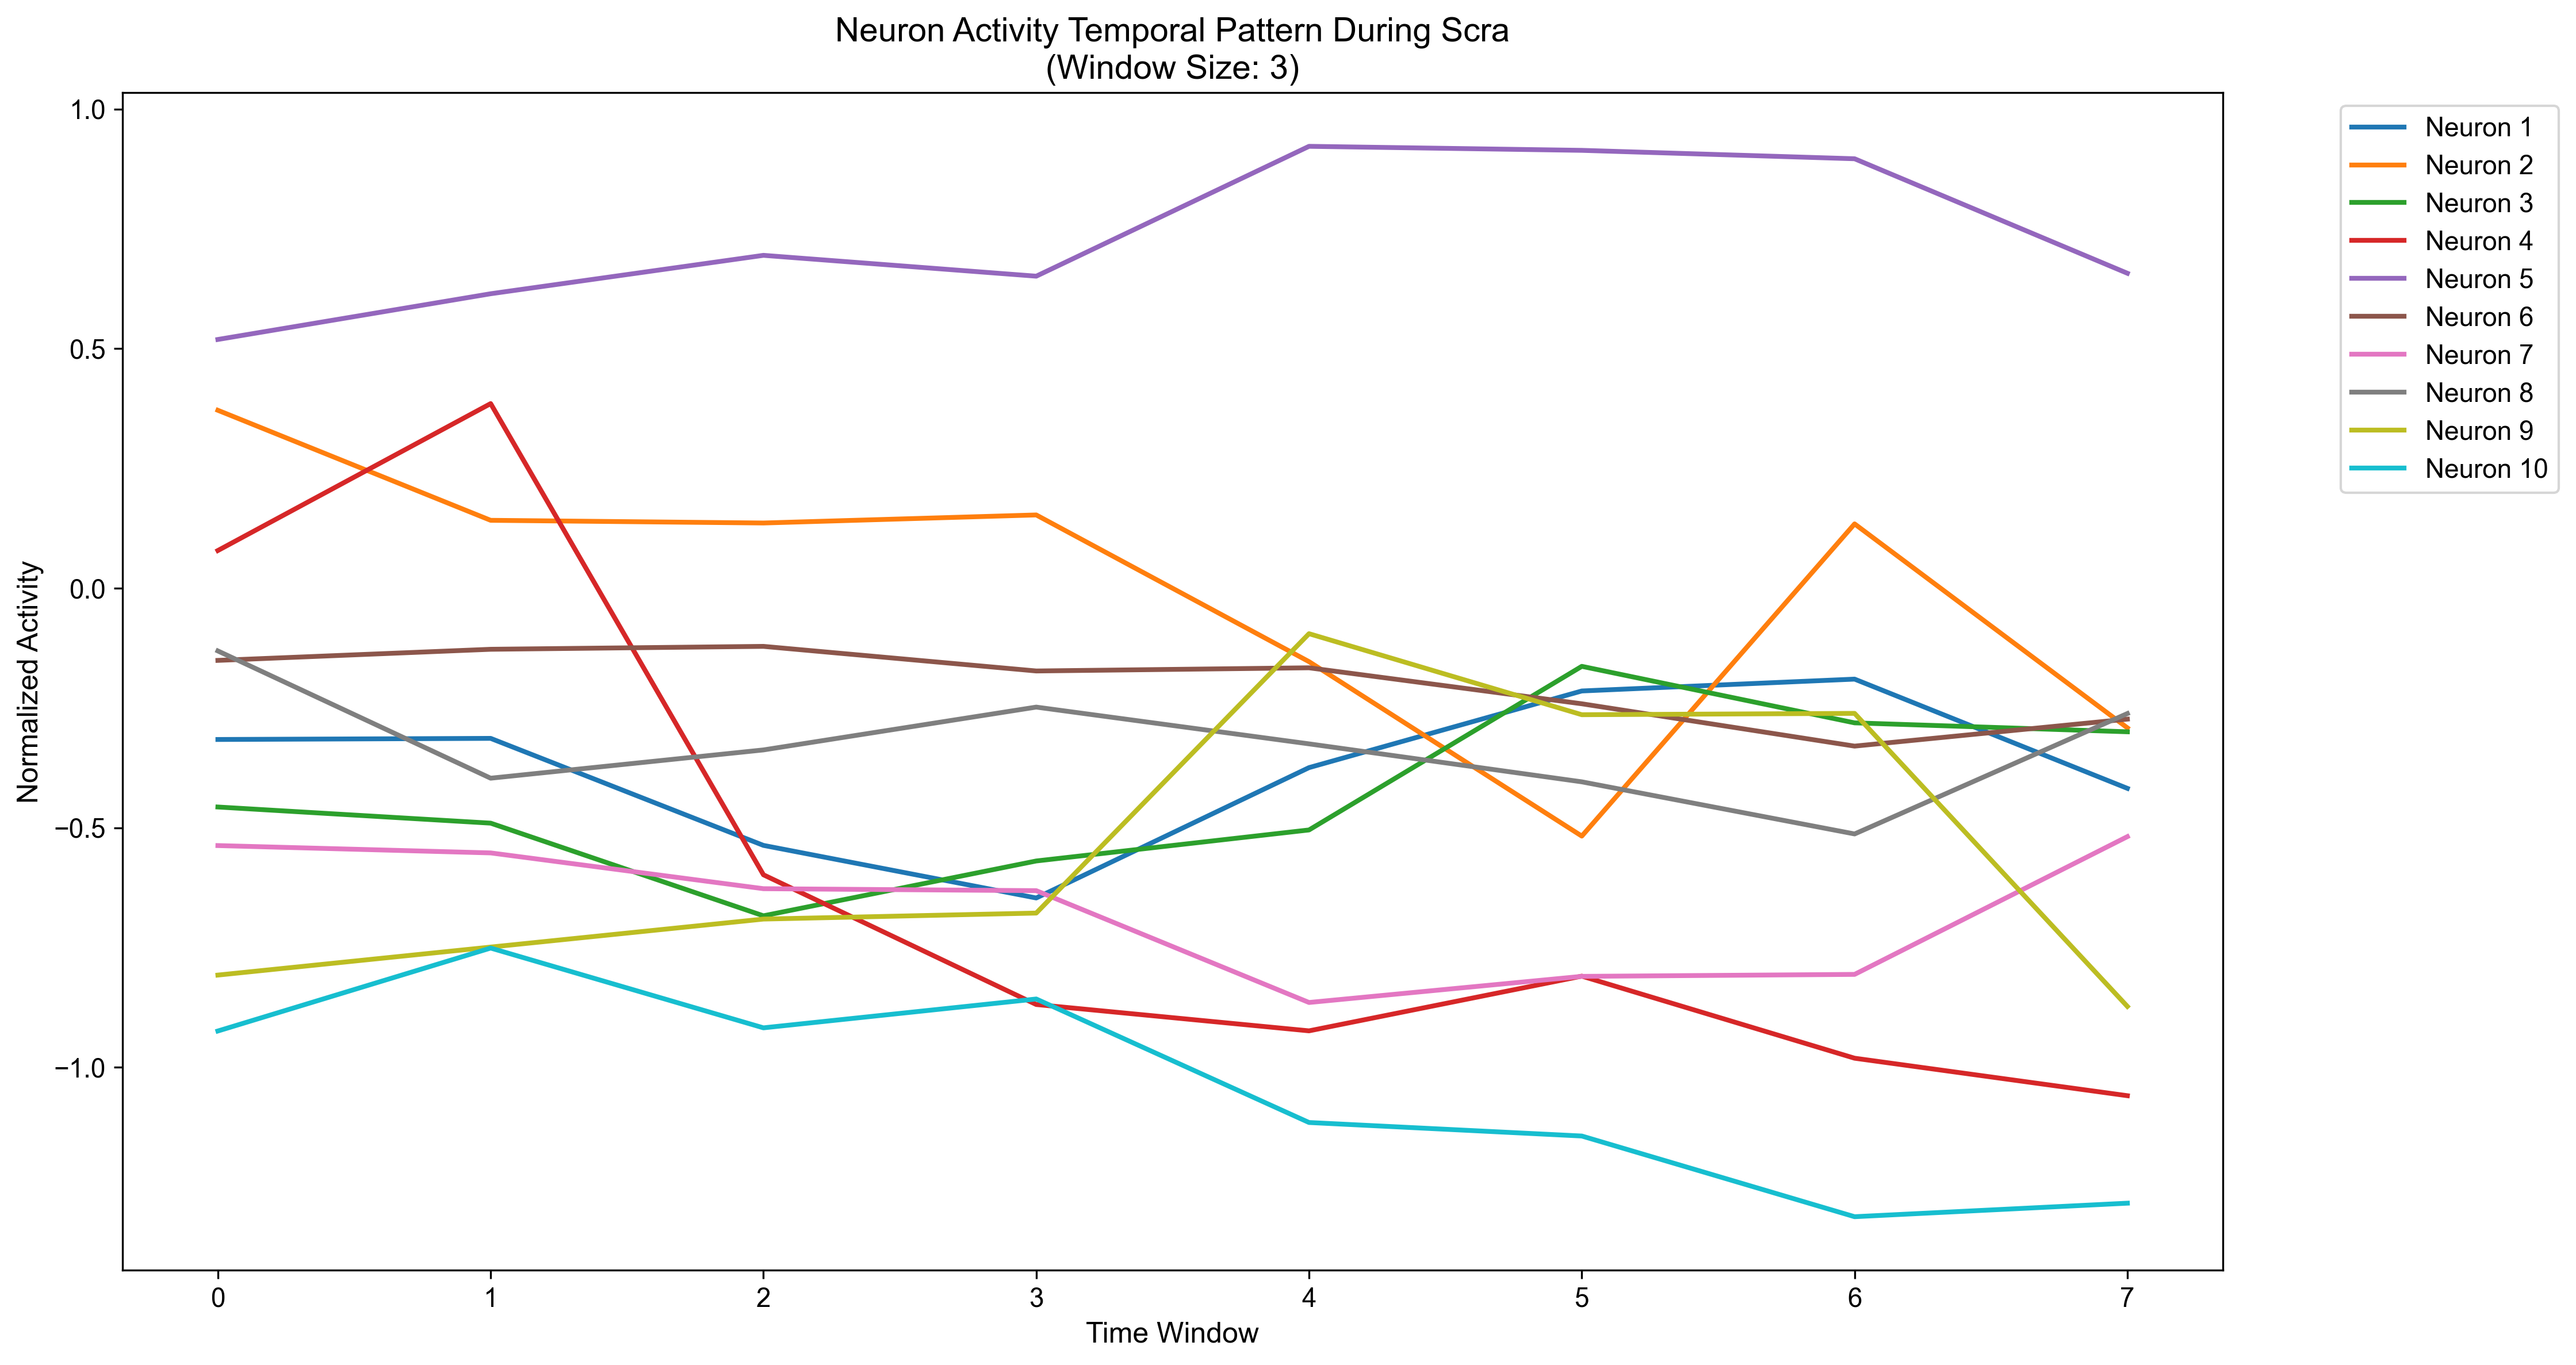 Neuron Activity Temporal Pattern During Scra
(Window Size: 3)
1.0
0.5
0.0
−0.5
−1.0
Normalized Activity
0 1 2 3 4 5 6 7
Time Window
Neuron 1
Neuron 2
Neuron 3
Neuron 4
Neuron 5
Neuron 6
Neuron 7
Neuron 8
Neuron 9
Neuron 10